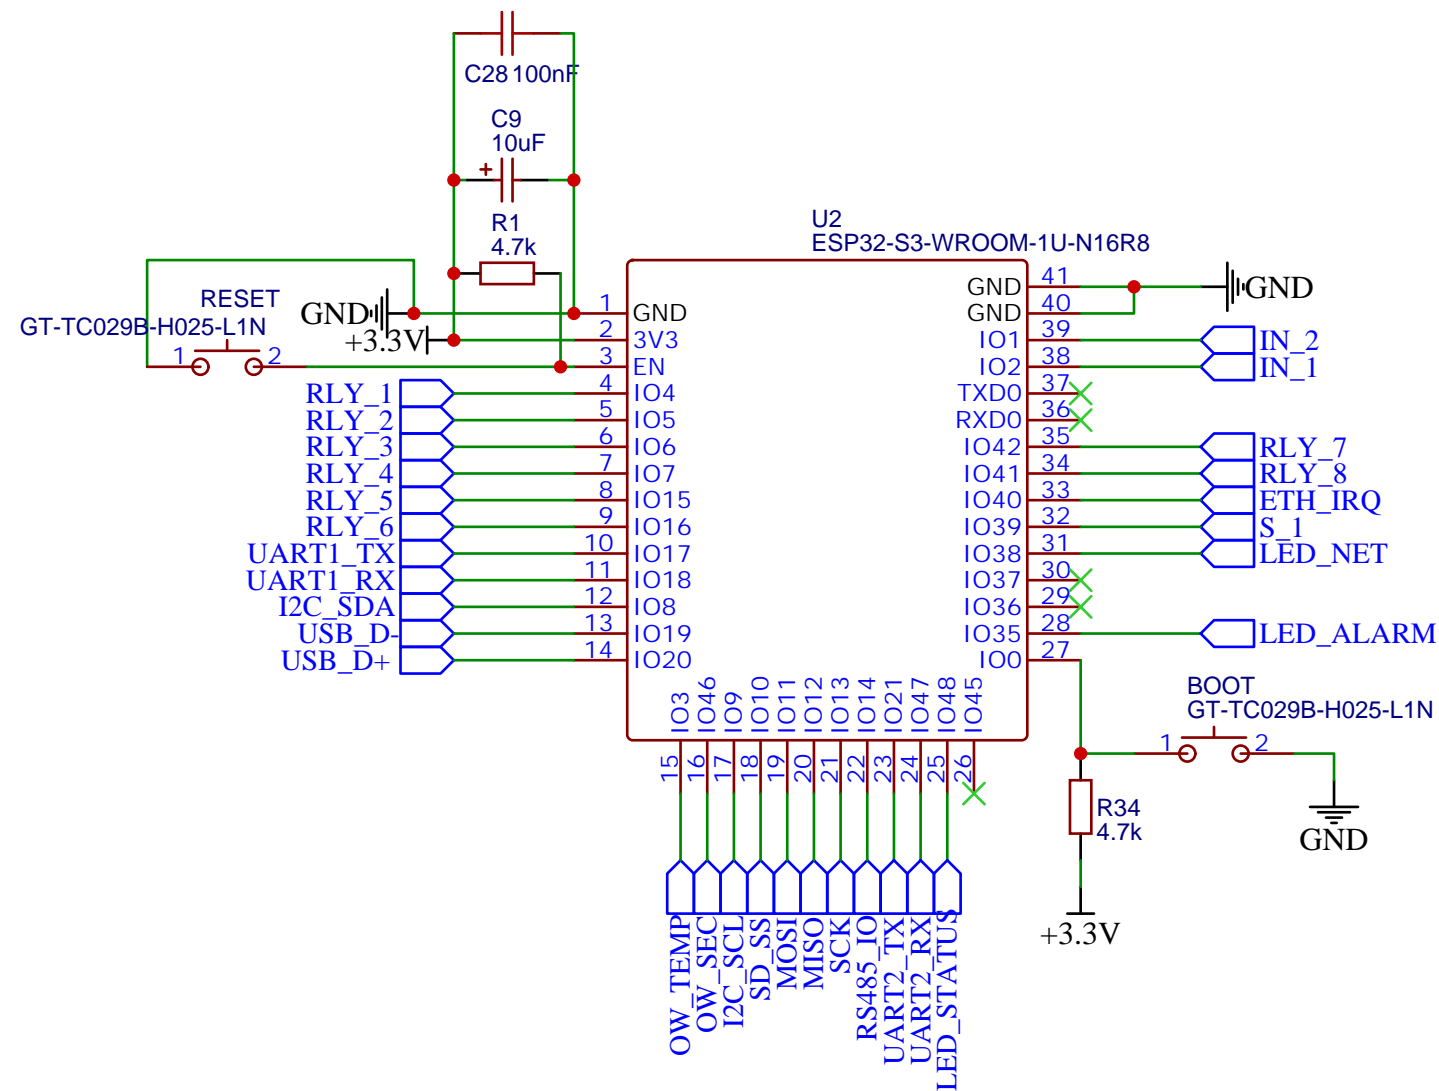 C28 100nF
C9
10uF
R1
4.7k
U2
ESP32-S3-WROOM-1U-N16R8
RESET
GT-TC029B-H025-L1N
1 2
GND
+3.3V
1 GND
2 3V3
3 EN
RLY_1 4 IO4
RLY_2 5 IO5
RLY_3 6 IO6
RLY_4 7 IO7
RLY_5 8 IO15
RLY_6 9 IO16
UART1_TX 10 IO17
UART1_RX 11 IO18
I2C_SDA 12 IO8
USB_D- 13 IO19
USB_D+ 14 IO20
GND 41 GND
GND 40
IO1 39 IN_2
IO2 38 IN_1
TXD0 37
RXD0 36
IO42 35 RLY_7
IO41 34 RLY_8
IO40 33 ETH_IRQ
IO39 32 S_1
IO38 31 LED_NET
IO37 30
IO36 29
IO35 28 LED_ALARM
IO0 27
IO3 15 OW_TEMP
IO46 16 OW_SEC
IO9 17 I2C_SCL
IO10 18 SD_SS
IO11 19 MOSI
IO12 20 MISO
IO13 21 SCK
IO14 22 RS485_IO
IO21 23 UART2_TX
IO47 24 UART2_RX
IO48 25 LED_STATUS
IO45 26
BOOT
GT-TC029B-H025-L1N
1 2
R34
4.7k
GND
+3.3V